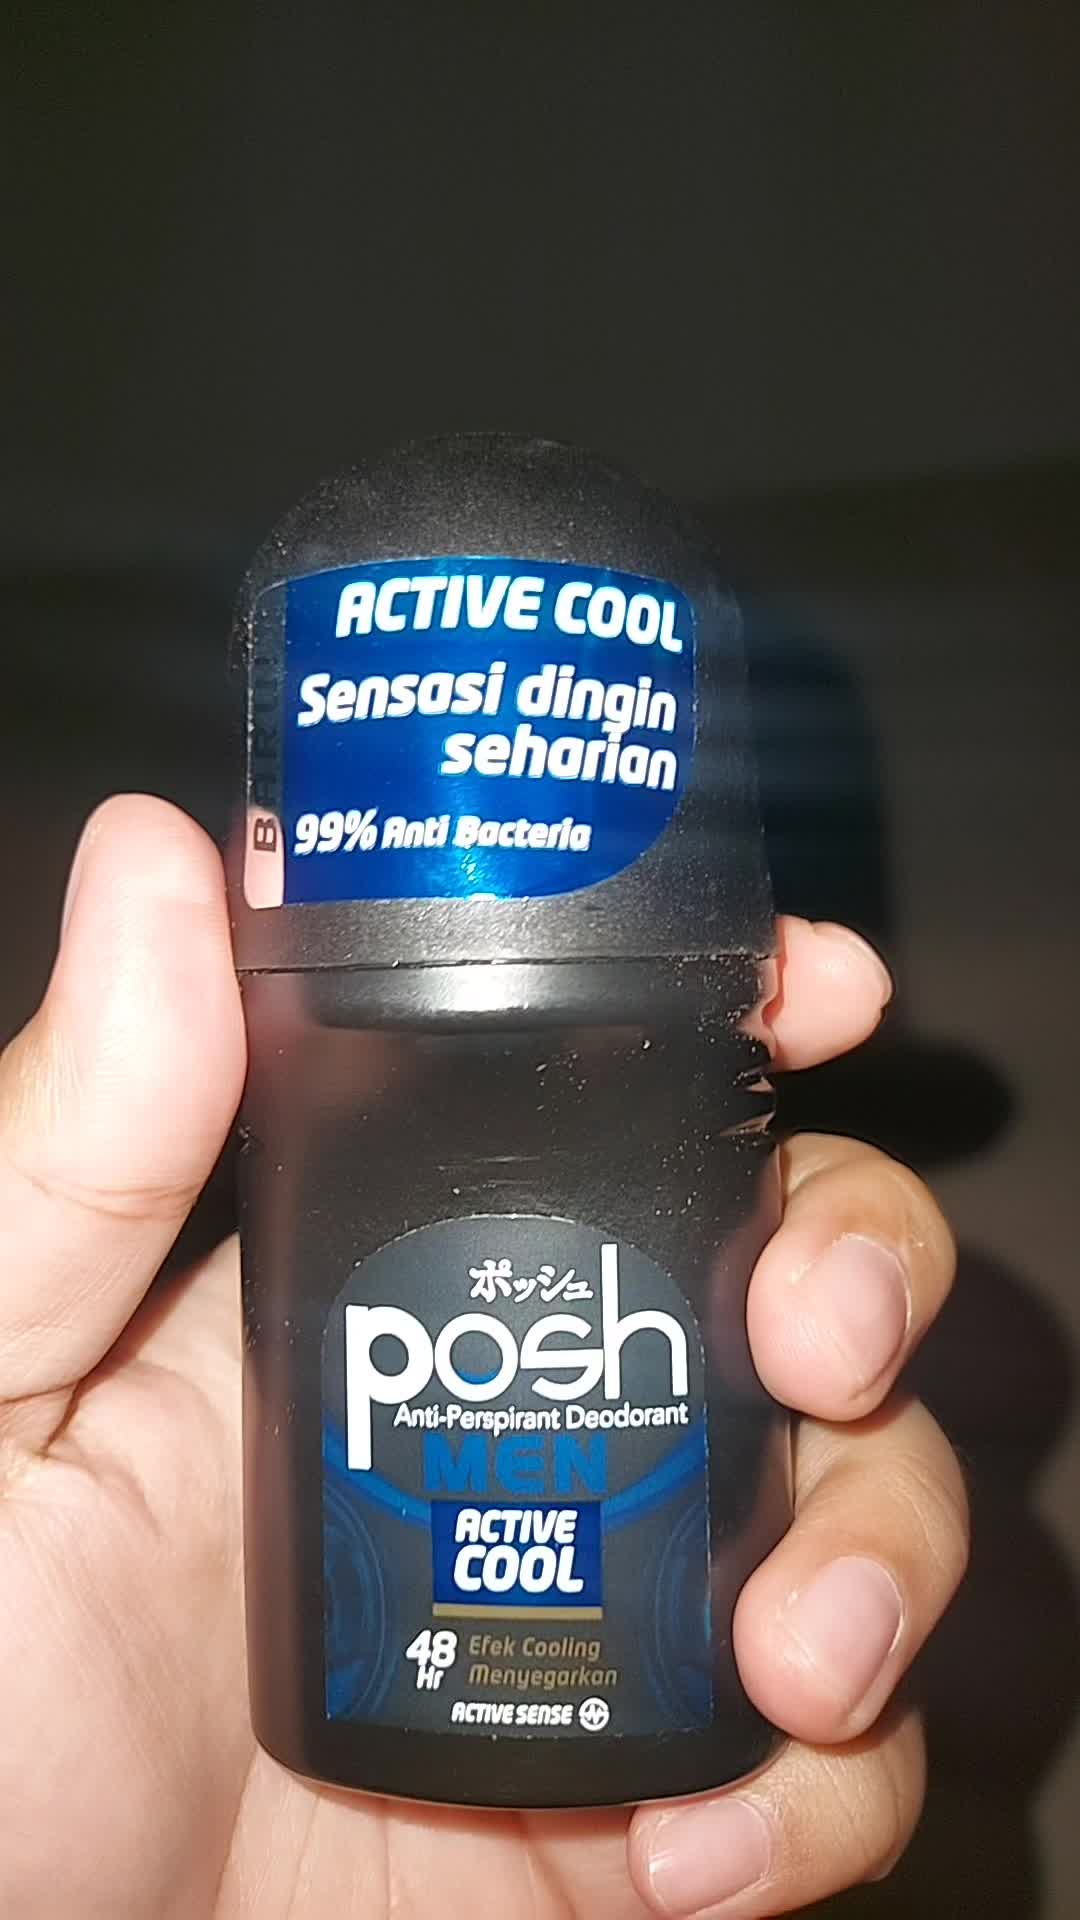 ACTIVE COOL
Sensasi dingin
seharian
99% Anti Bacteria
BARU!
ポッシュ
posh
Anti-Perspirant Deodorant
MEN
ACTIVE
COOL
48
Hr
Efek Cooling
Menyegarkan
ACTIVE SENSE